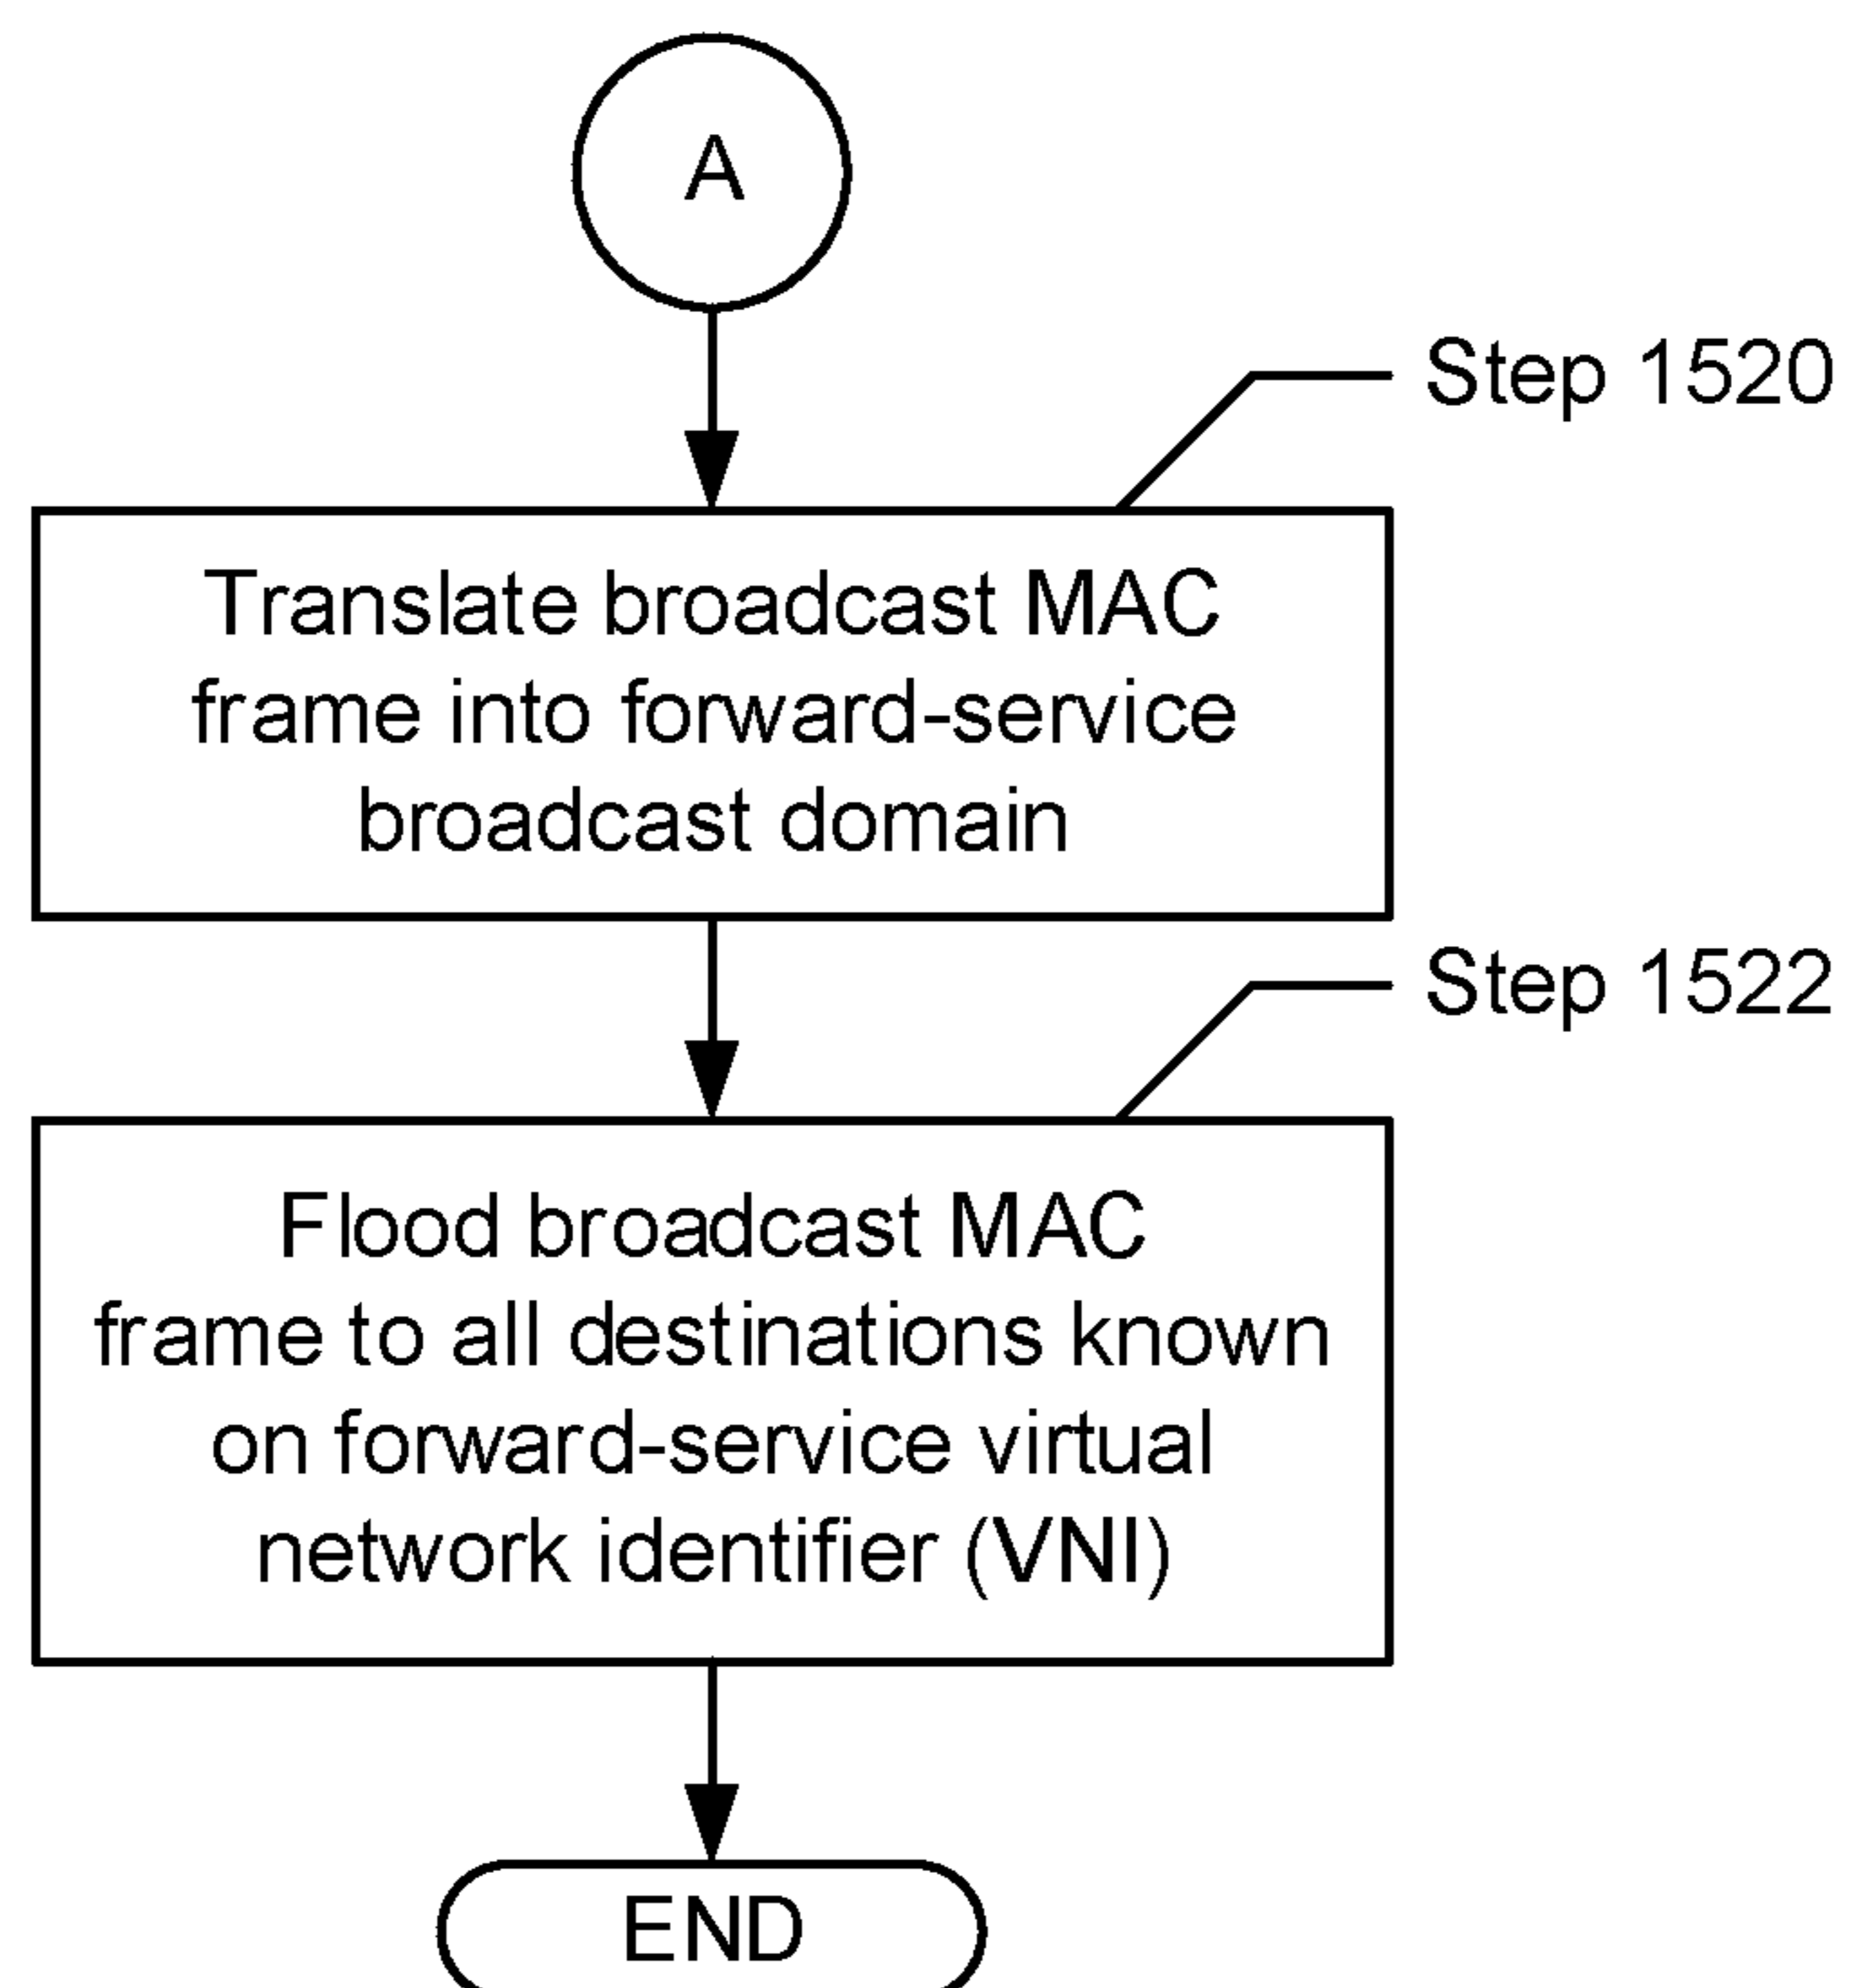 A
Step 1520
Translate broadcast MAC
frame into forward-service
broadcast domain
Step 1522
Flood broadcast MAC
frame to all destinations known
on forward-service virtual
network identifier (VNI)
END